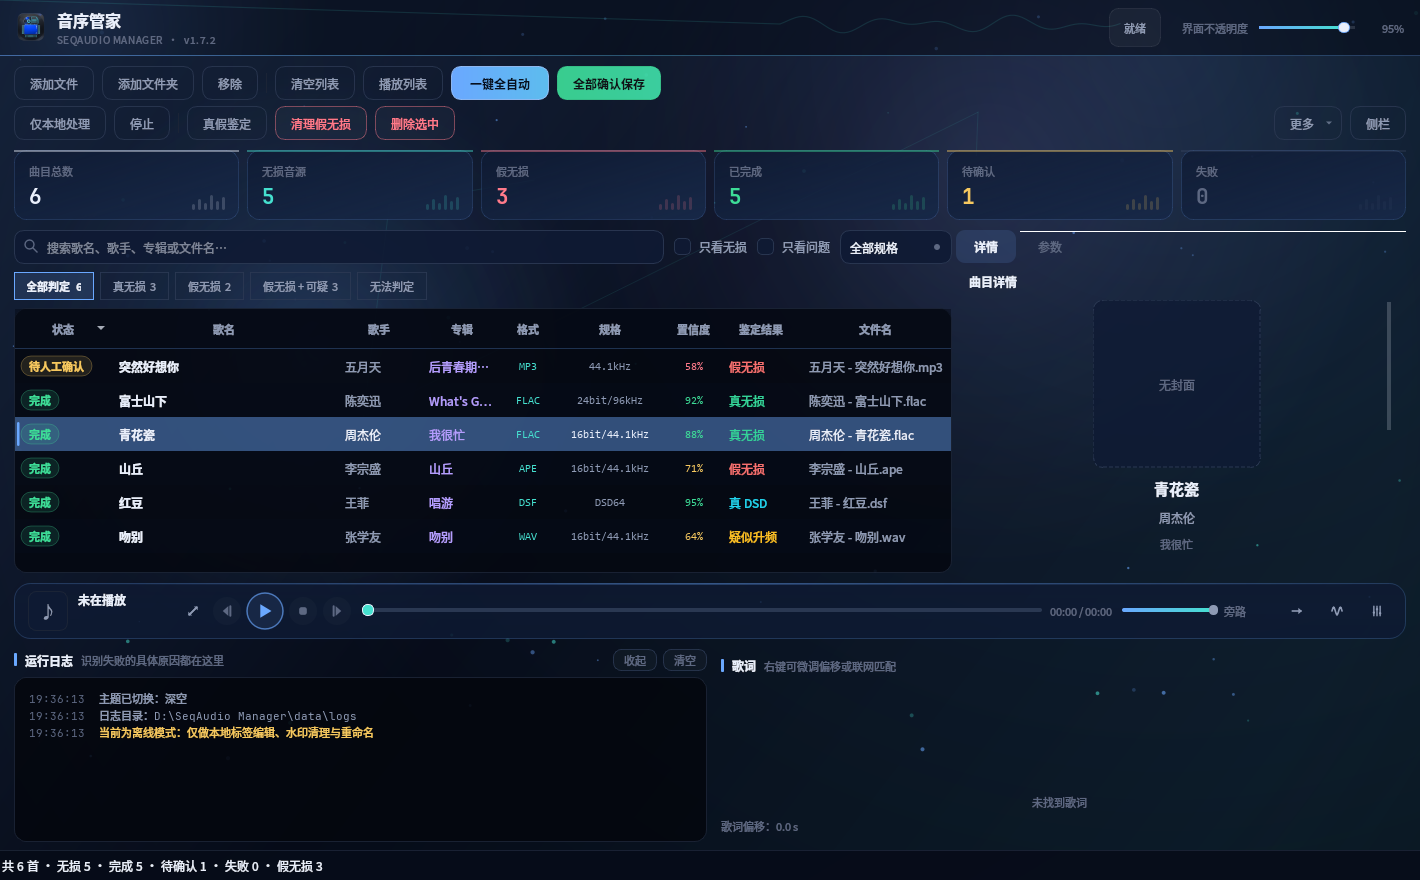 音序管家
SEQAUDIO MANAGER • v1.7.2
就绪
界面不透明度 95%
添加文件 添加文件夹 移除 清空列表 播放列表 一键全自动 全部确认保存
仅本地处理 停止 真假鉴定 清理假无损 删除选中 更多 侧栏
曲目总数 无损音源 假无损 已完成 待确认 失败
6 5 3 5 1 0
搜索歌名、歌手、专辑或文件名… 只看无损 只看问题 全部规格
详情 参数
全部判定 6 真无损 3 假无损 2 假无损+可疑 3 无法判定
曲目详情
状态 歌名 歌手 专辑 格式 规格 置信度 鉴定结果 文件名
待人工确认 突然好想你 五月天 后青春期… MP3 44.1kHz 58% 假无损 五月天 - 突然好想你.mp3
完成 富士山下 陈奕迅 What's G… FLAC 24bit/96kHz 92% 真无损 陈奕迅 - 富士山下.flac
完成 青花瓷 周杰伦 我很忙 FLAC 16bit/44.1kHz 88% 真无损 周杰伦 - 青花瓷.flac
完成 山丘 李宗盛 山丘 APE 16bit/44.1kHz 71% 假无损 李宗盛 - 山丘.ape
完成 红豆 王菲 唱游 DSF DSD64 95% 真 DSD 王菲 - 红豆.dsf
完成 吻别 张学友 吻别 WAV 16bit/44.1kHz 64% 疑似升频 张学友 - 吻别.wav
无封面
青花瓷
周杰伦
我很忙
未在播放
00:00 / 00:00 旁路
运行日志 识别失败的具体原因都在这里 收起 清空
19:36:13 主题已切换：深空
19:36:13 日志目录：D:\SeqAudio Manager\data\logs
19:36:13 当前为离线模式：仅做本地标签编辑、水印清理与重命名
歌词 右键可微调偏移或联网匹配
未找到歌词
歌词偏移：0.0 s
共 6 首 • 无损 5 • 完成 5 • 待确认 1 • 失败 0 • 假无损 3